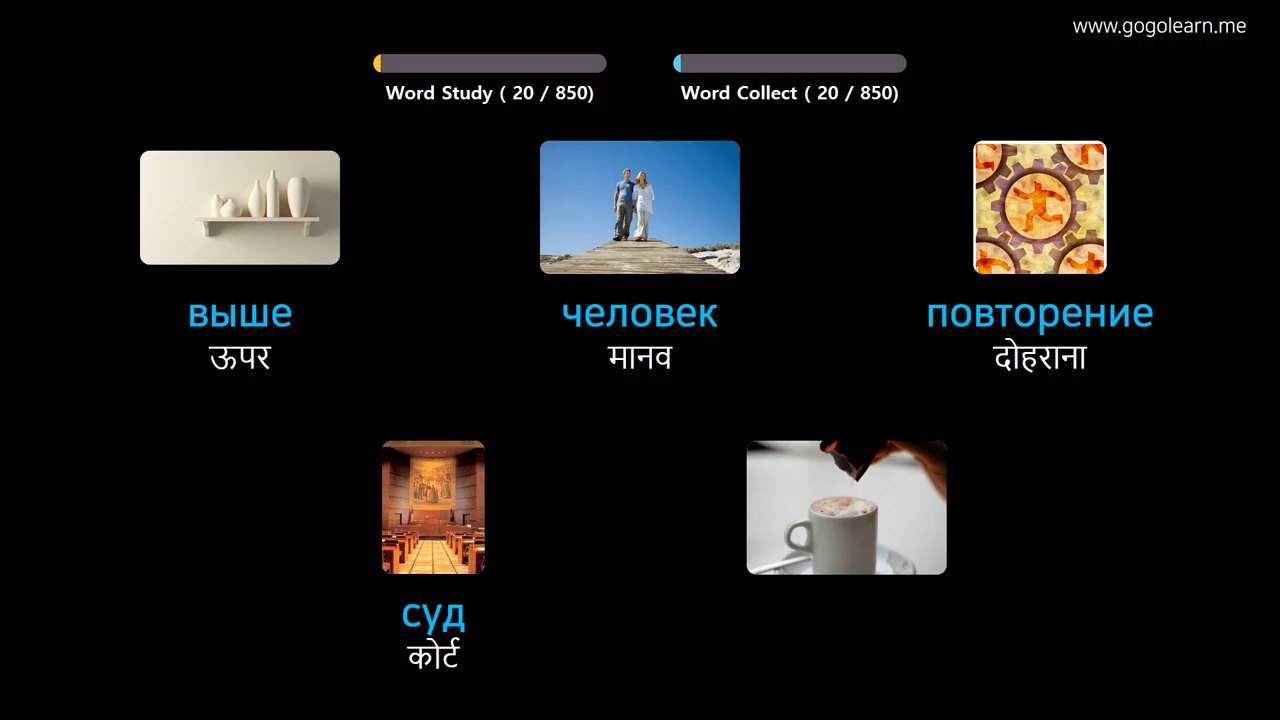 www.gogolearn.me
Word Study ( 20 / 850)
Word Collect ( 20 / 850)
выше
ऊपर
человек
मानव
повторение
दोहराना
суд
कोर्ट